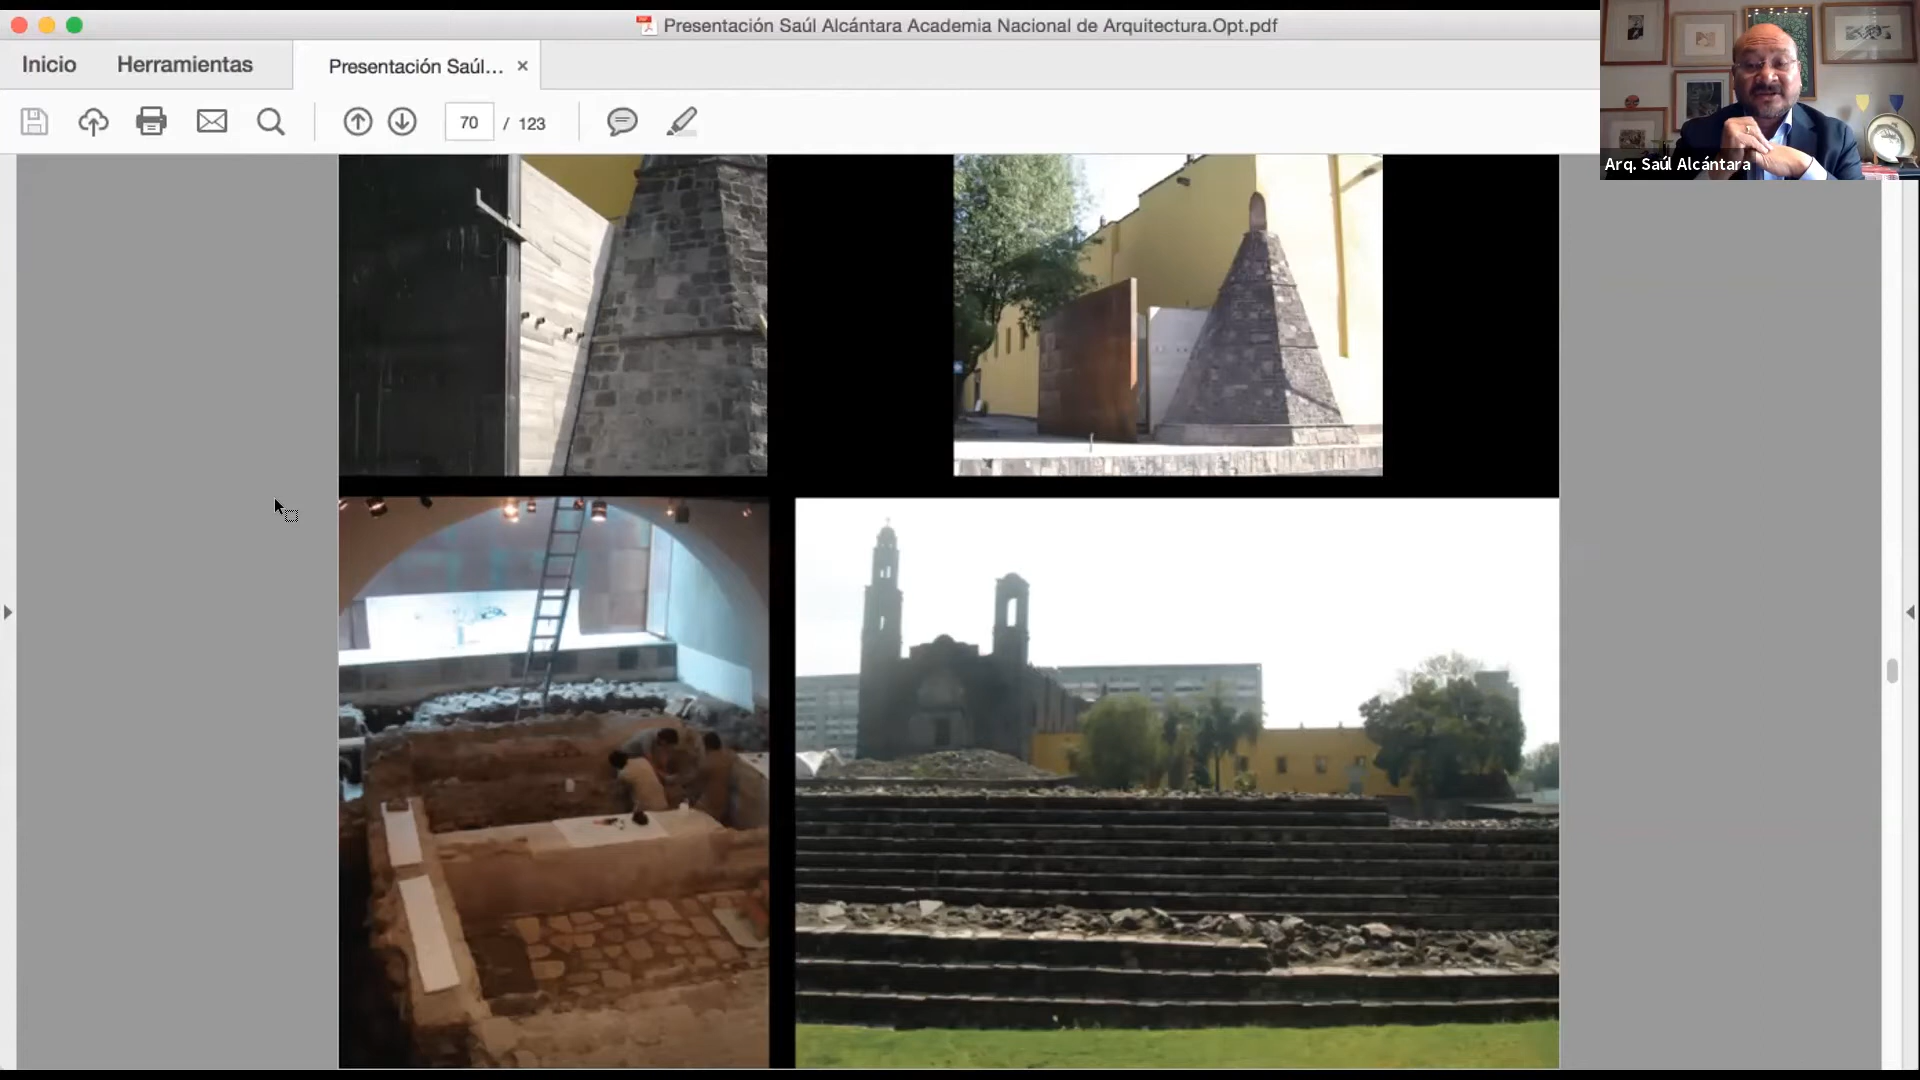 Presentación Saúl Alcántara Academia Nacional de Arquitectura.Opt.pdf
Inicio
Herramientas
Presentación Saúl...
70 / 123
Arq. Saúl Alcántara